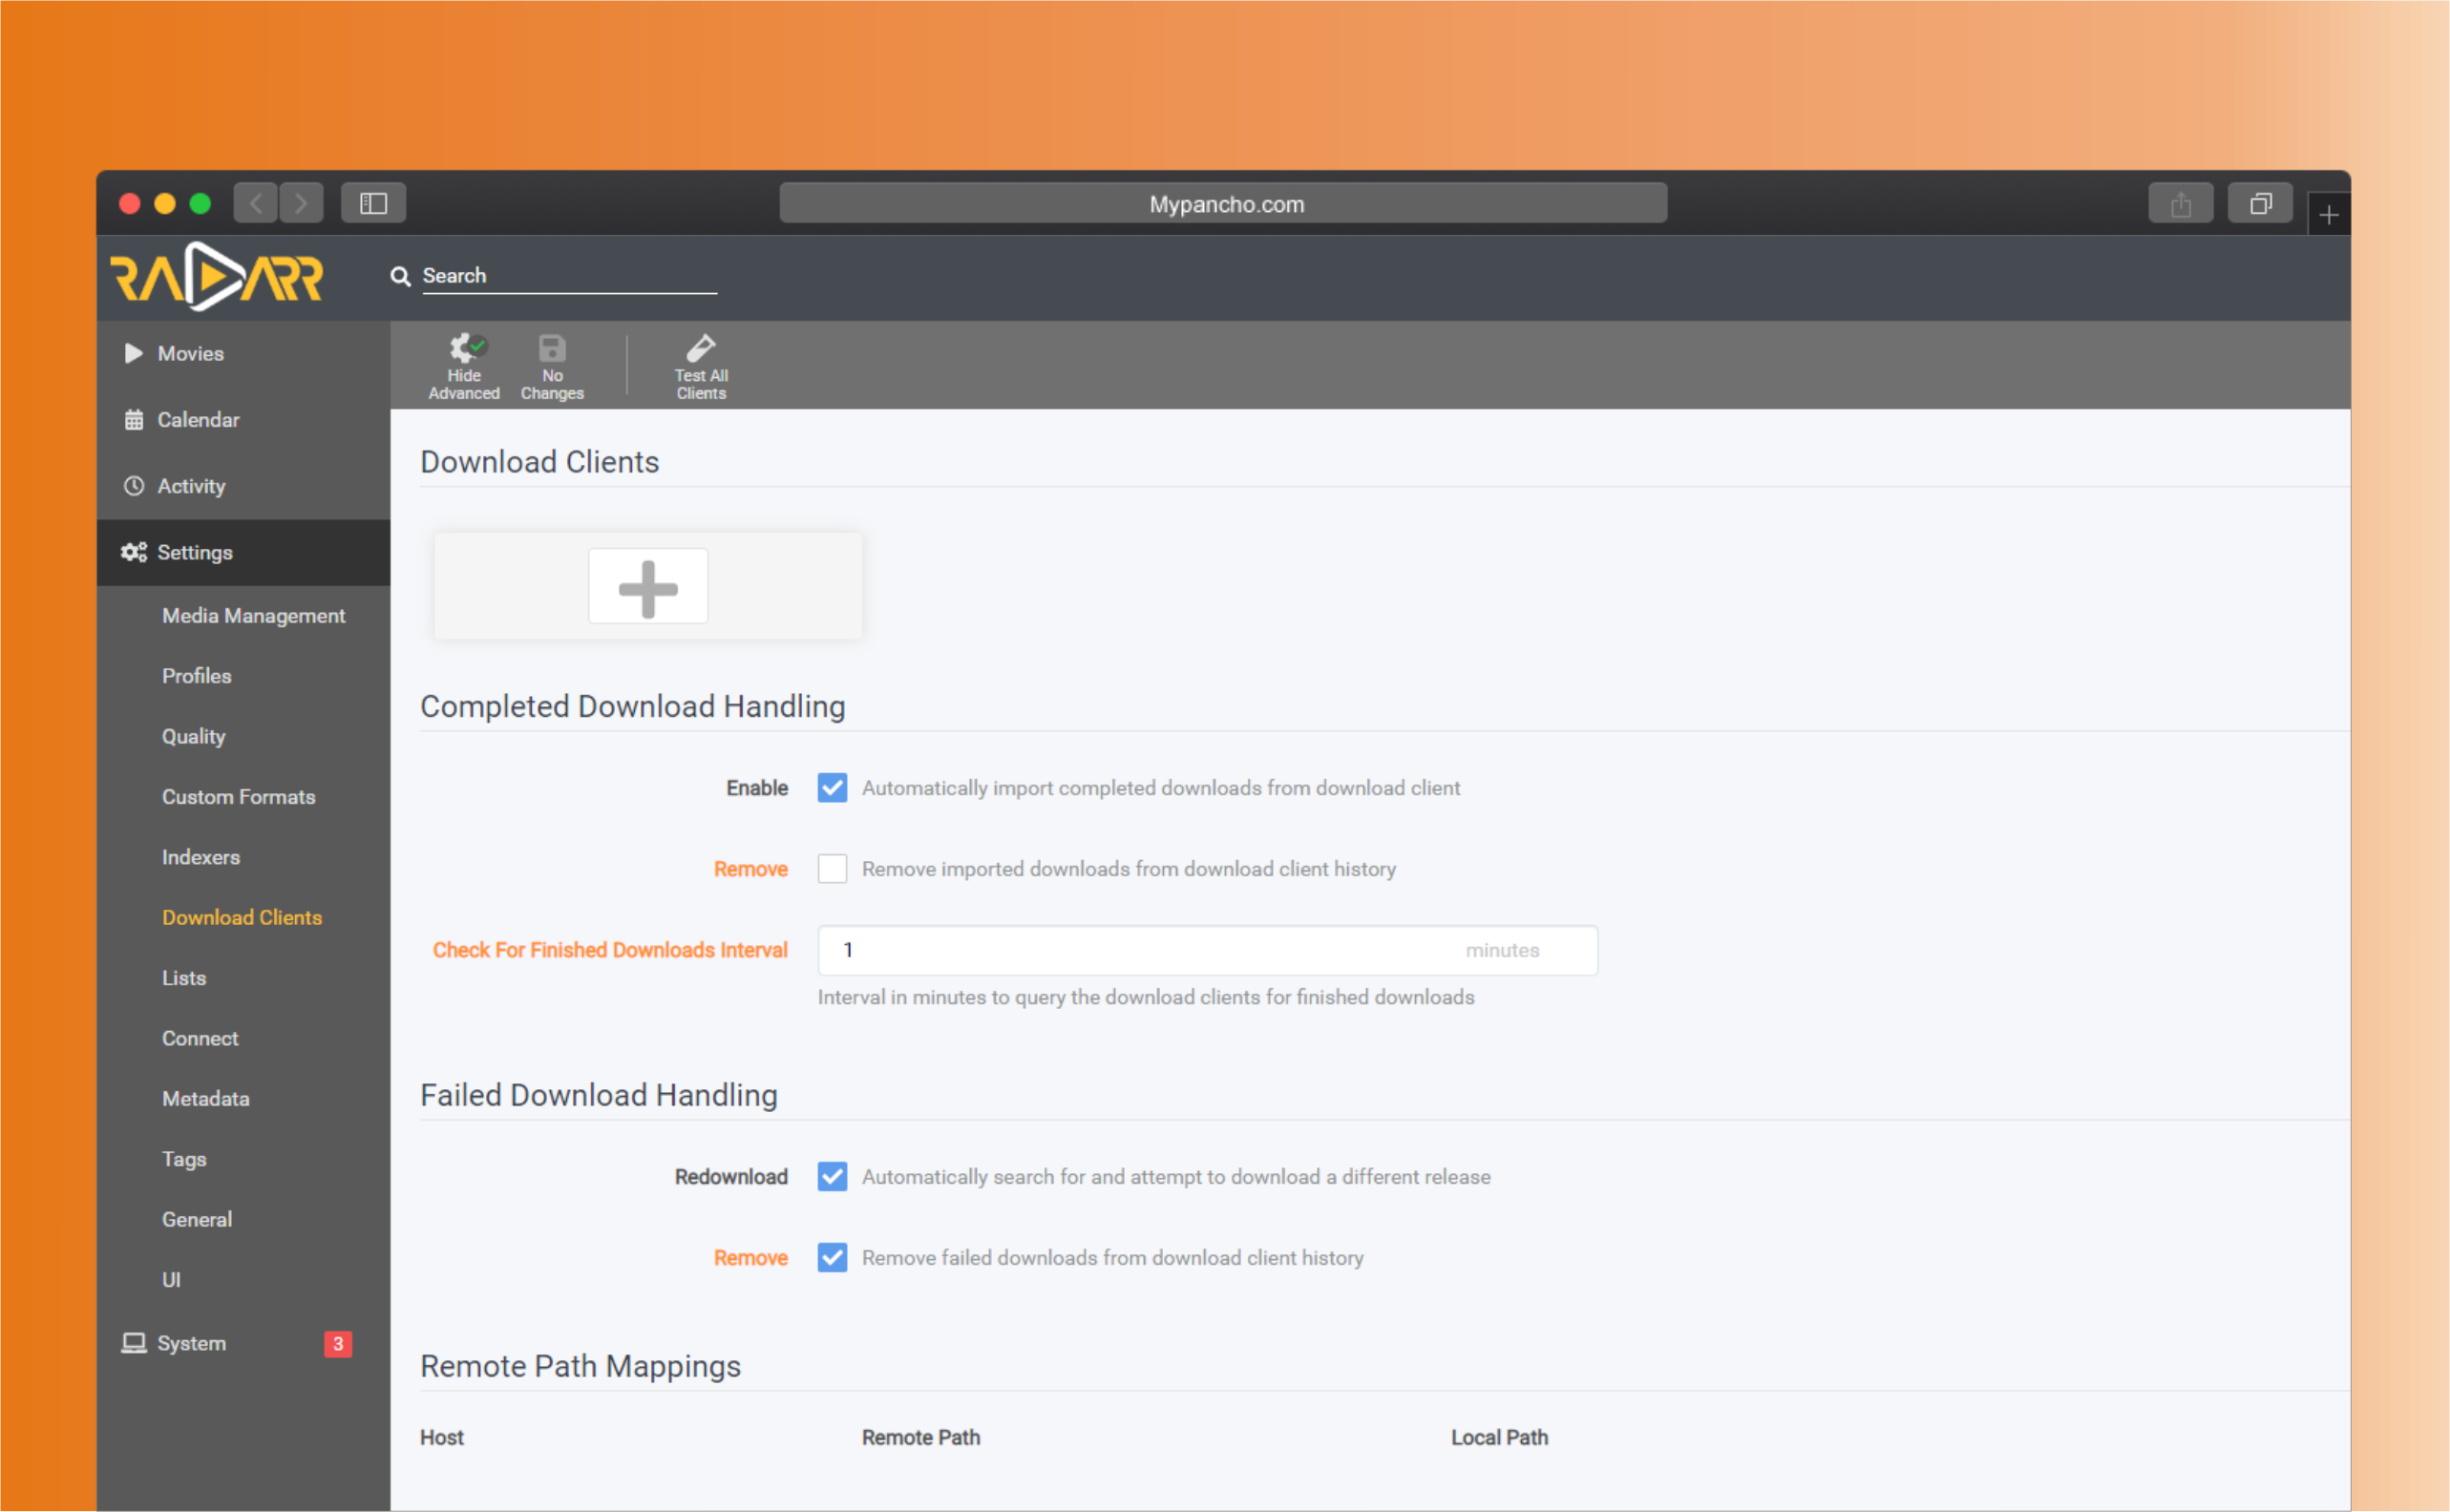 Mypancho.com
RADARR
Search
Movies
Calendar
Activity
Settings
Media Management
Profiles
Quality
Custom Formats
Indexers
Download Clients
Lists
Connect
Metadata
Tags
General
UI
System 3
Hide
Advanced
No
Changes
Test All
Clients
Download Clients
Completed Download Handling
Enable Automatically import completed downloads from download client
Remove Remove imported downloads from download client history
Check For Finished Downloads Interval 1 minutes
Interval in minutes to query the download clients for finished downloads
Failed Download Handling
Redownload Automatically search for and attempt to download a different release
Remove Remove failed downloads from download client history
Remote Path Mappings
Host Remote Path Local Path